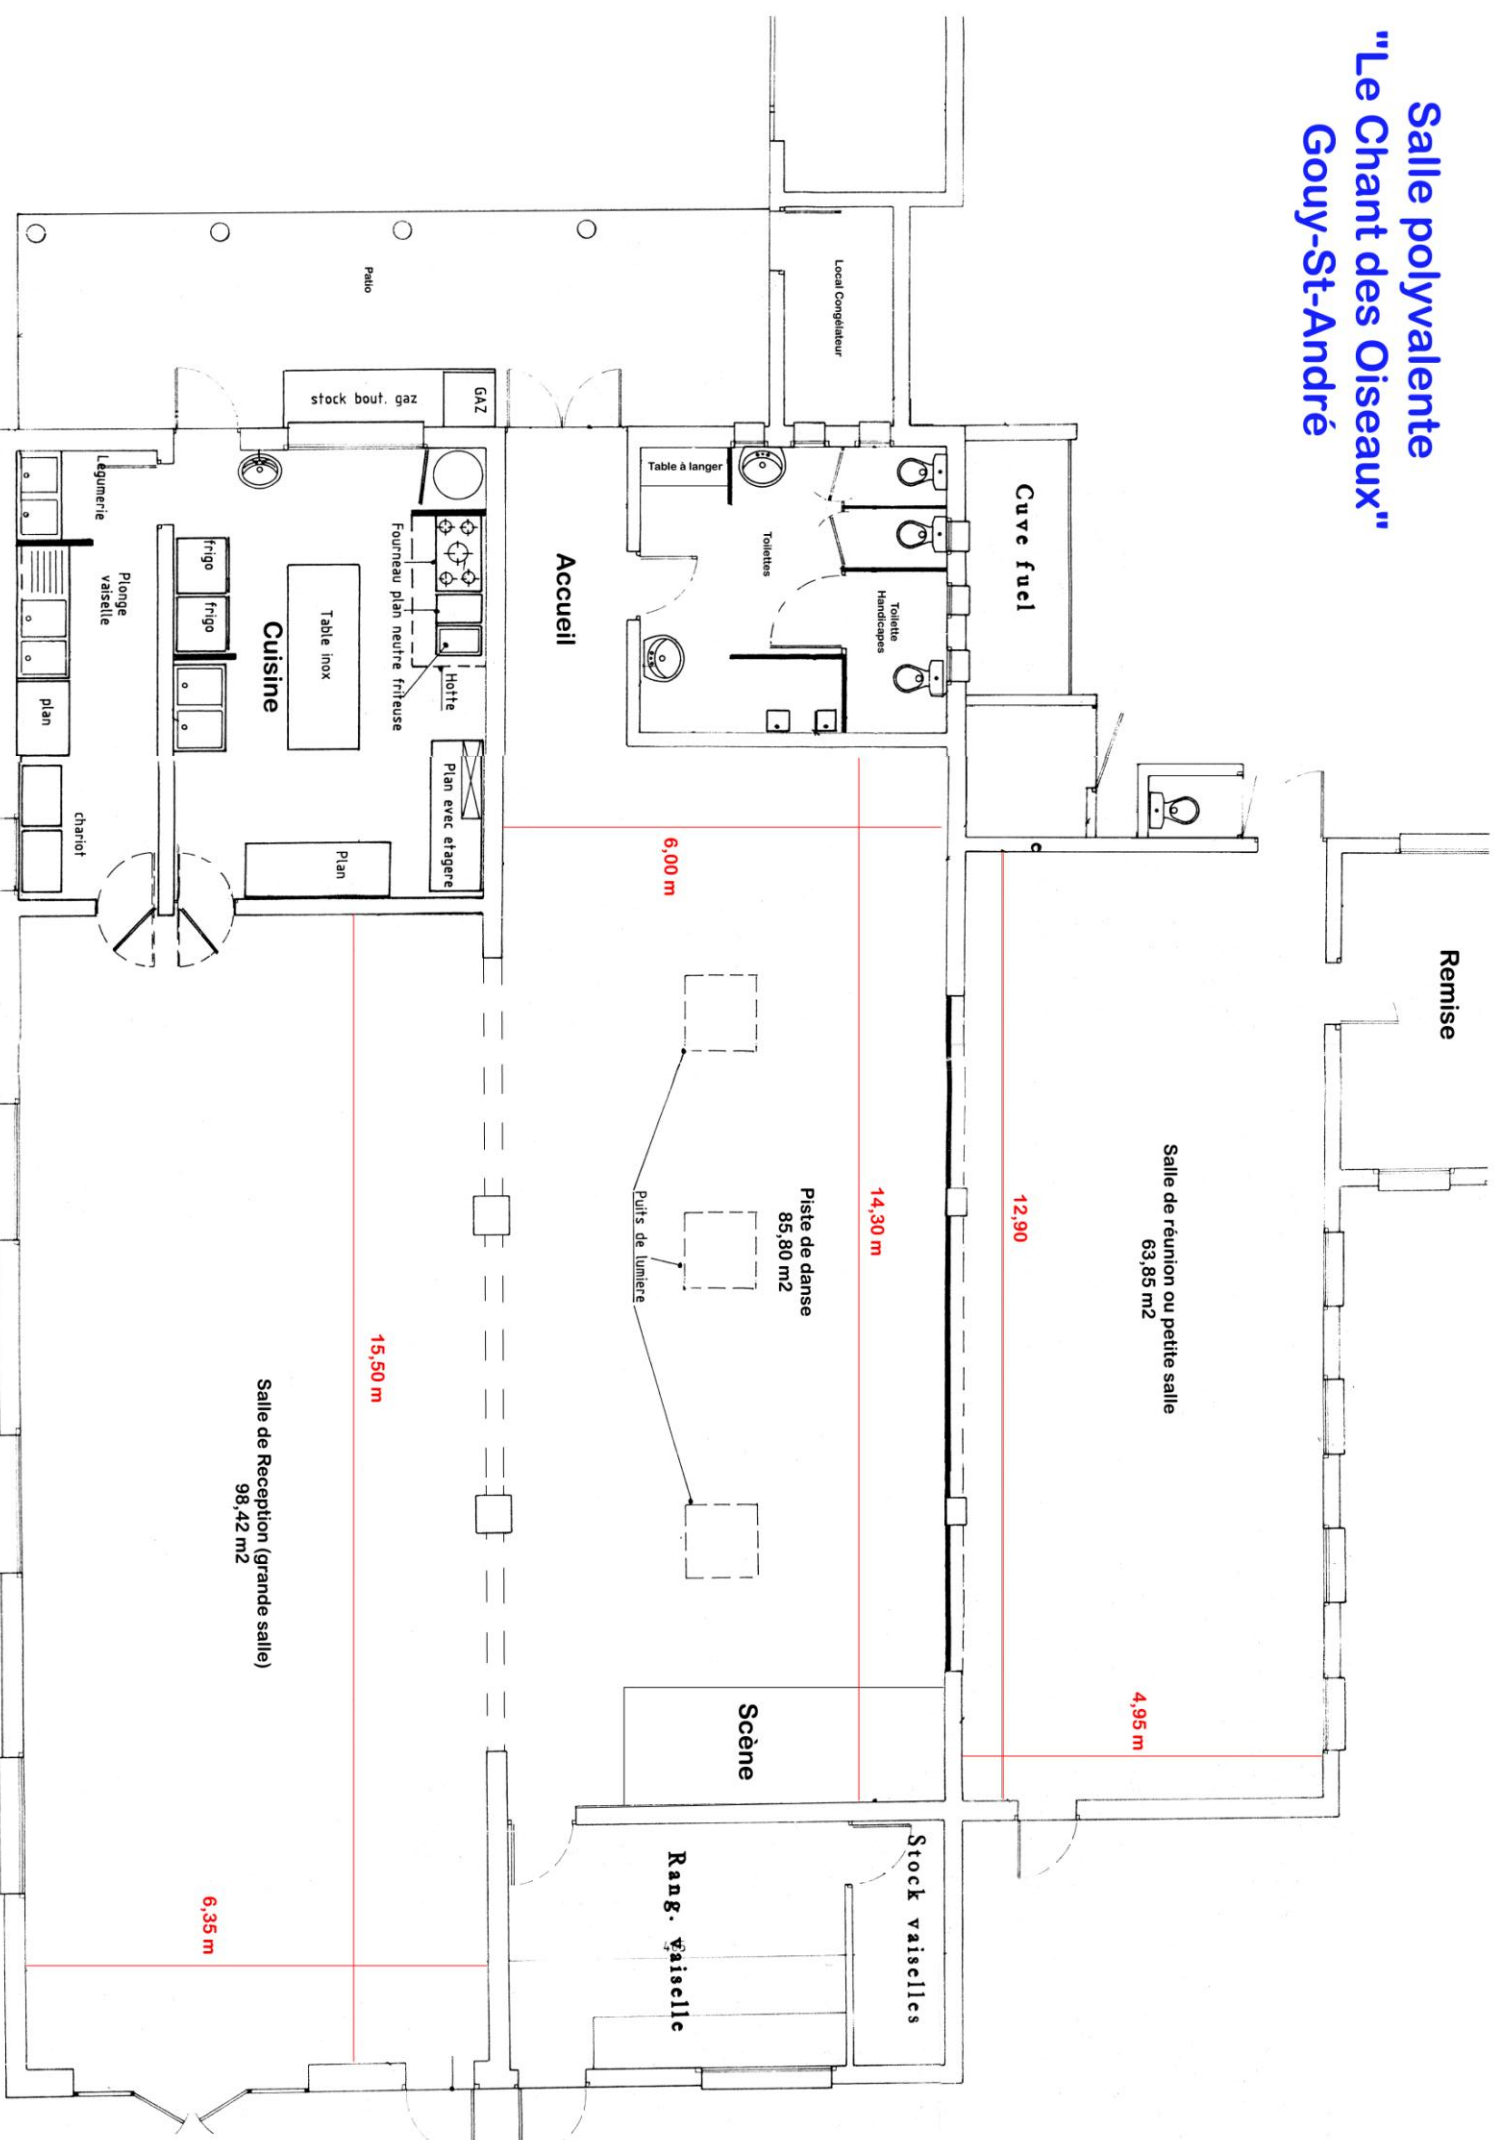 Salle polyvalente
"Le Chant des Oiseaux"
Gouy-St-André
Remise
Cuve fuel
Local Congélateur
Patio
GAZ
stock bout. gaz
Table à langer
Toilettes
Toilette
Handicapes
Accueil
Legumerie
Plonge
vaiselle
frigo
frigo
Cuisine
Table inox
Fourneau plan neutre friteuse
Hotte
plan
chariot
Plan
Plan evec etagere
6,00 m
14,30 m
12,90
Salle de réunion ou petite salle
63,85 m2
Piste de danse
85,80 m2
Puits de lumiere
15,50 m
Salle de Reception (grande salle)
98,42 m2
4,95 m
Scène
6,35 m
Stock vaiselles
Rang. vaiselle